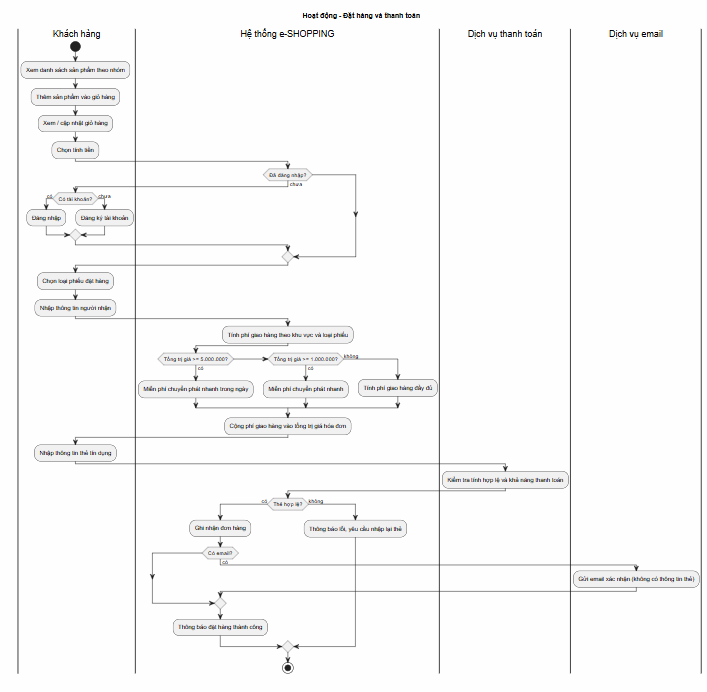 Hoạt động - Đặt hàng và thanh toán
Khách hàng
Hệ thống e-SHOPPING
Dịch vụ thanh toán
Dịch vụ email
Xem danh sách sản phẩm theo nhóm
Thêm sản phẩm vào giỏ hàng
Xem / cập nhật giỏ hàng
Chọn tính tiền
Đã đăng nhập?
chưa
có
Có tài khoản?
chưa
Đăng nhập
Đăng ký tài khoản
Chọn loại phiếu đặt hàng
Nhập thông tin người nhận
Tính phí giao hàng theo khu vực và loại phiếu
Tổng trị giá >= 5.000.000?
có
Tổng trị giá >= 1.000.000?
có
không
Miễn phí chuyển phát nhanh trong ngày
Miễn phí chuyển phát nhanh
Tính phí giao hàng đầy đủ
Cộng phí giao hàng vào tổng trị giá hóa đơn
Nhập thông tin thẻ tín dụng
Kiểm tra tính hợp lệ và khả năng thanh toán
có
Thẻ hợp lệ?
không
Ghi nhận đơn hàng
Thông báo lỗi, yêu cầu nhập lại thẻ
Có email?
có
Gửi email xác nhận (không có thông tin thẻ)
Thông báo đặt hàng thành công